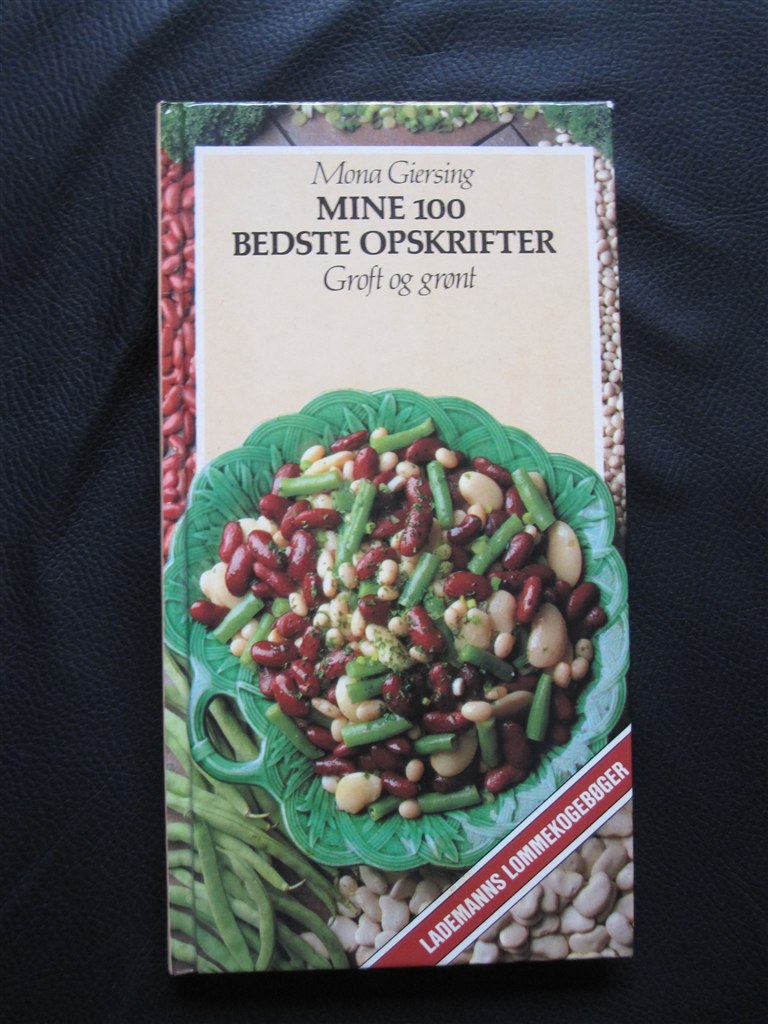 Mona Giersing
MINE 100
BEDSTE OPSKRIFTER
Groft og grønt
LADEMANNS LOMMEKOGEBØGER